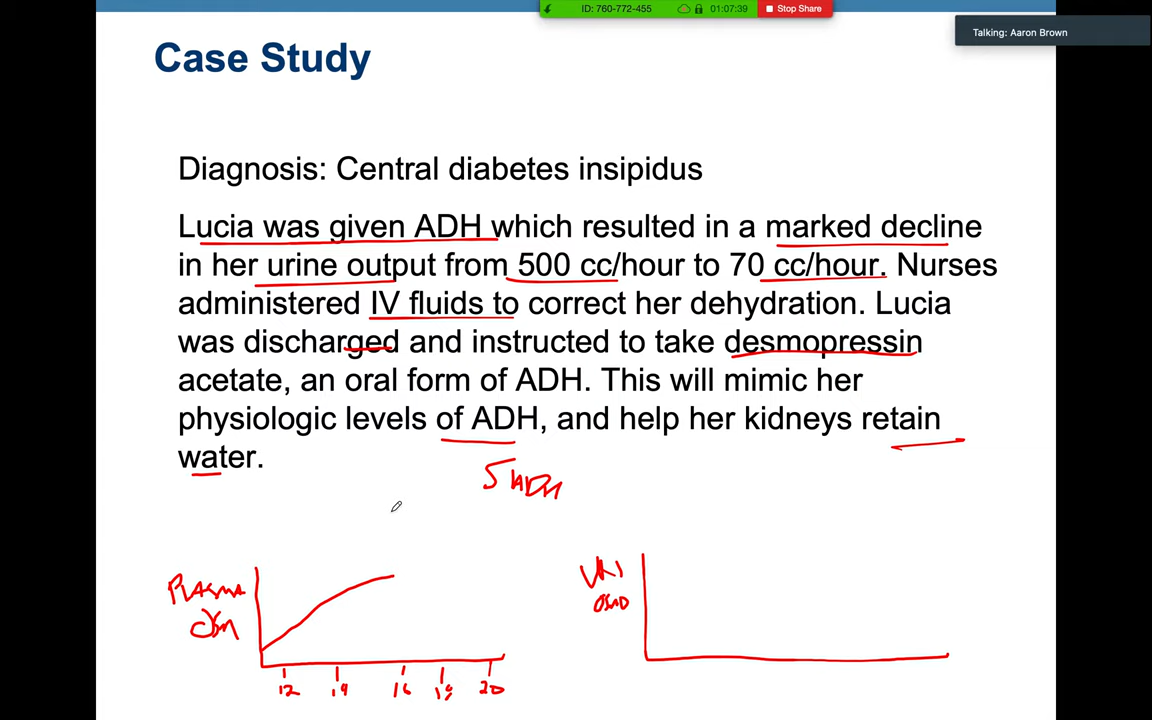 ID: 760-772-455 01:07:39 Stop Share
Talking: Aaron Brown
Case Study
Diagnosis: Central diabetes insipidus
Lucia was given ADH which resulted in a marked decline
in her urine output from 500 cc/hour to 70 cc/hour. Nurses
administered IV fluids to correct her dehydration. Lucia
was discharged and instructed to take desmopressin
acetate, an oral form of ADH. This will mimic her
physiologic levels of ADH, and help her kidneys retain
water.
ADH
PLASMA
OSM
12 14 16 18 20